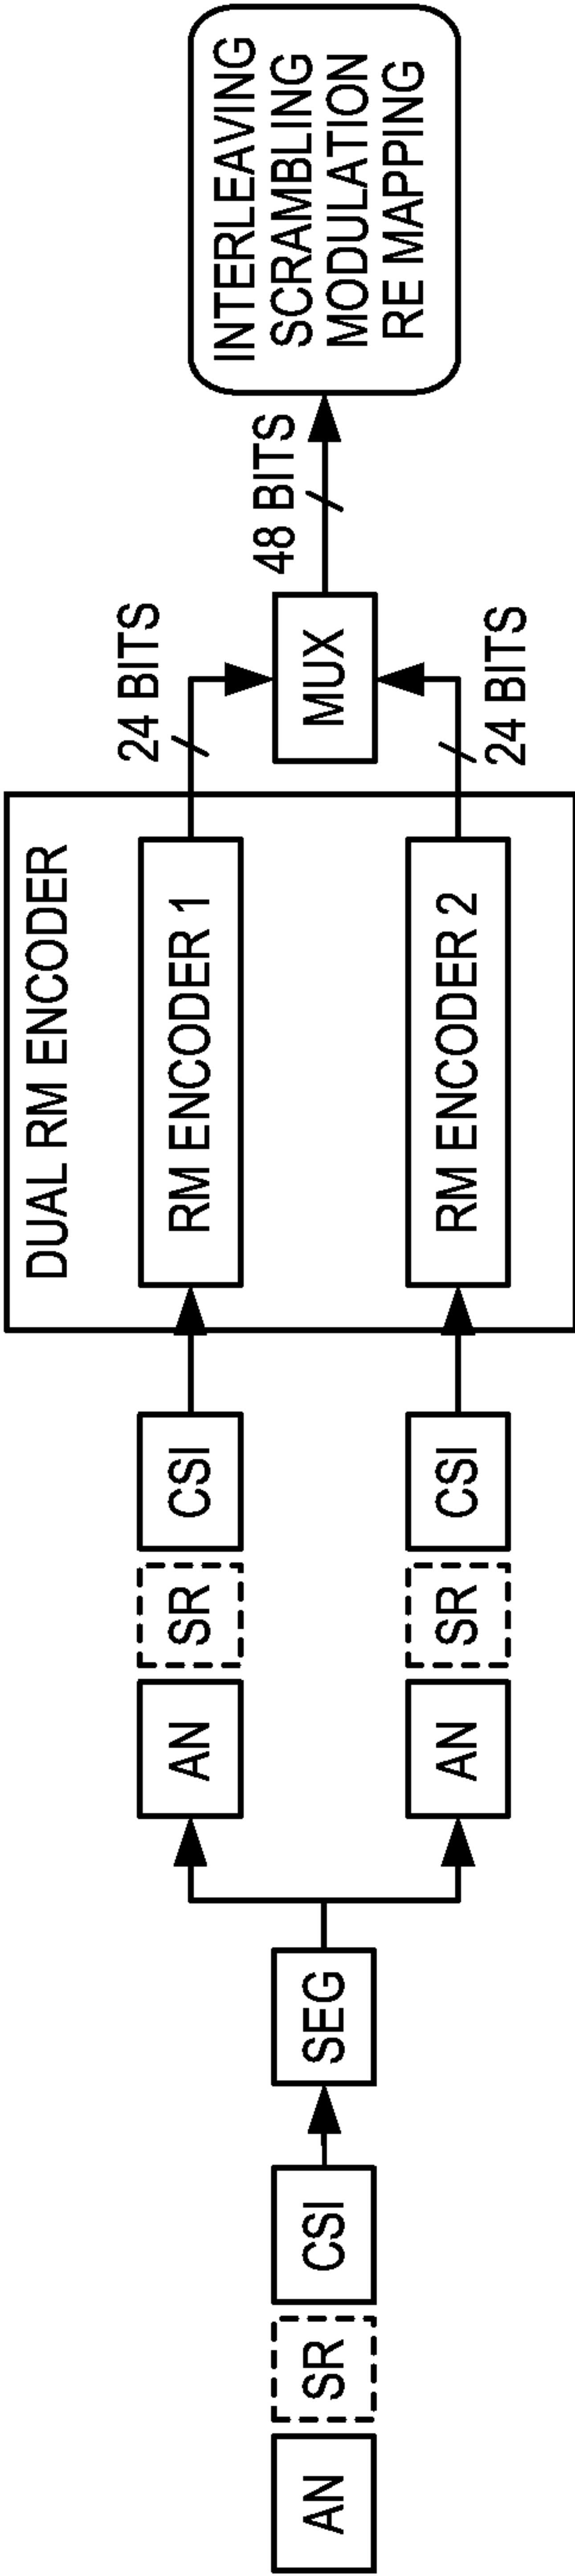 AN
SR
CSI
SEG
AN
SR
CSI
AN
SR
CSI
DUAL RM ENCODER
RM ENCODER 1
RM ENCODER 2
24 BITS
24 BITS
MUX
48 BITS
INTERLEAVING
SCRAMBLING
MODULATION
RE MAPPING